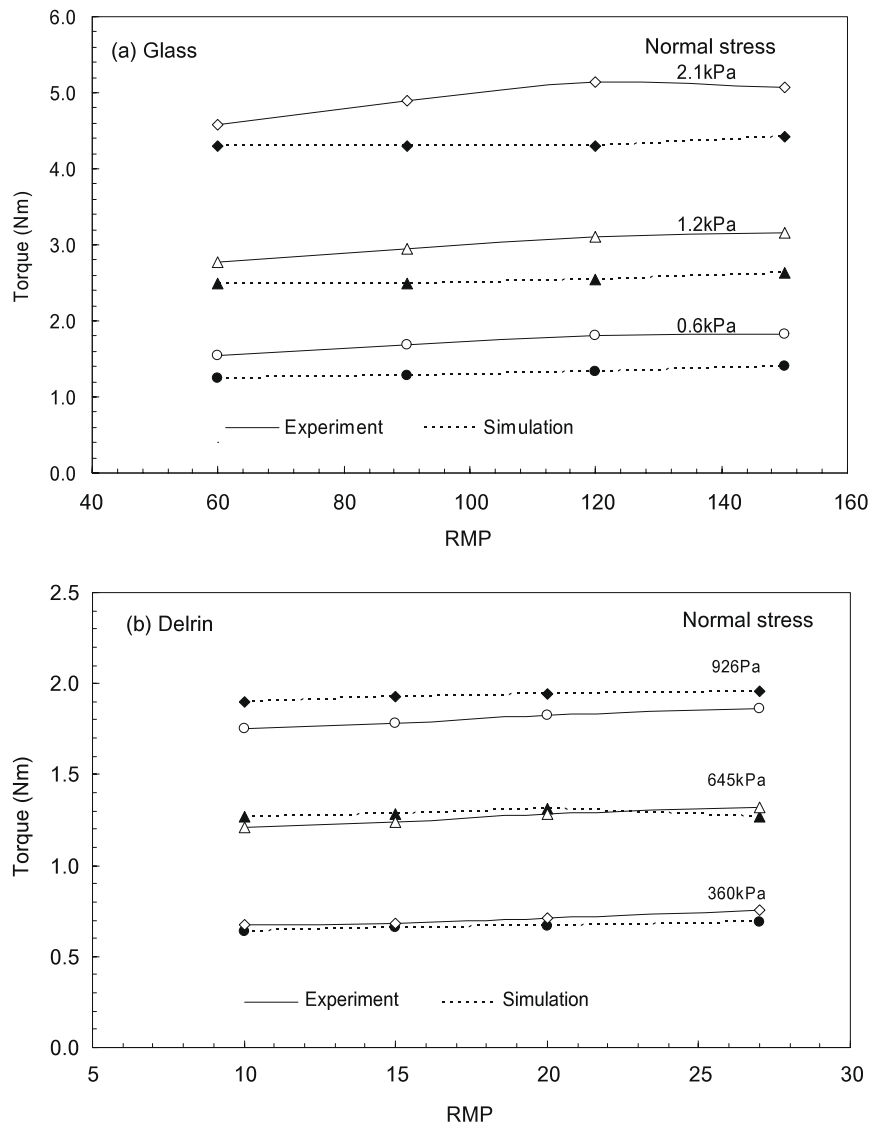 6.0
(a) Glass
Normal stress
2.1kPa
5.0
4.0
Torque (Nm)
1.2kPa
3.0
2.0
0.6kPa
1.0
Experiment
Simulation
0.0
40
60
80
100
120
140
160
RMP
2.5
(b) Delrin
Normal stress
926Pa
2.0
645kPa
1.5
Torque (Nm)
1.0
360kPa
0.5
Experiment
Simulation
0.0
5
10
15
20
25
30
RMP